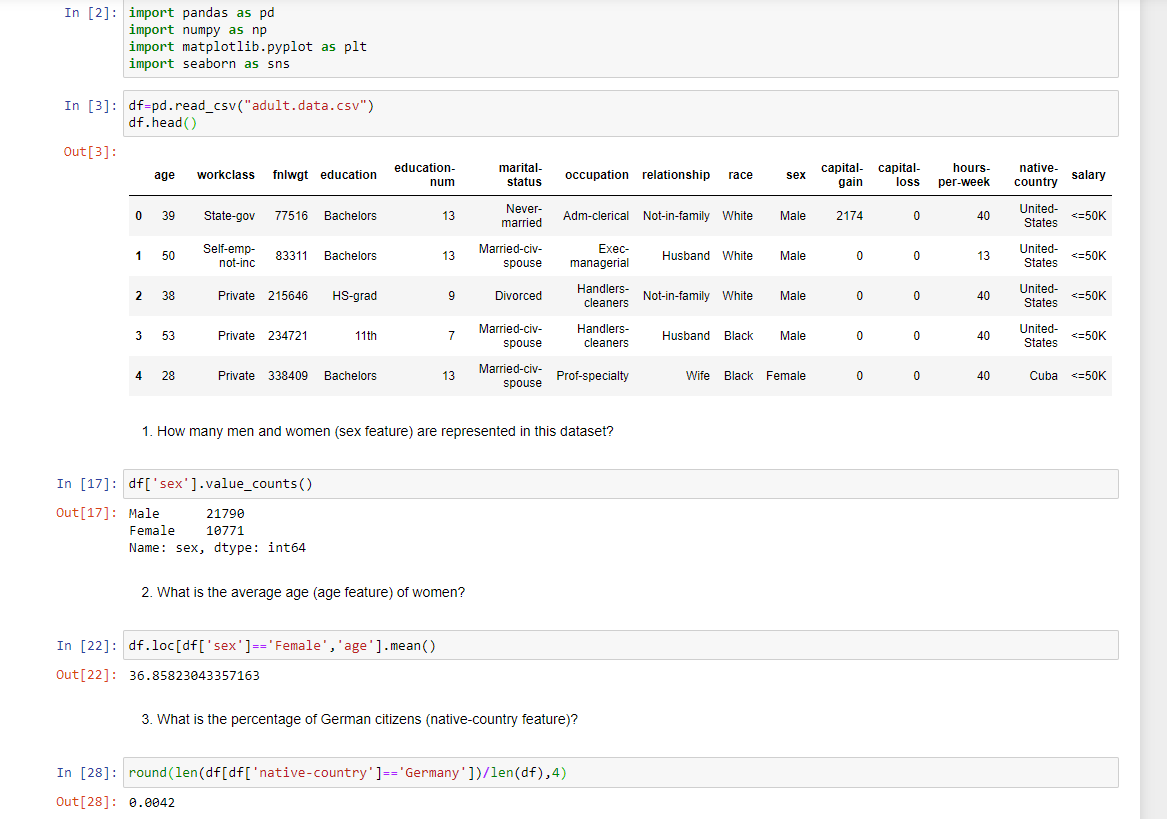 In [2]: import pandas as pd
import numpy as np
import matplotlib.pyplot as plt
import seaborn as sns
In [3]: df=pd.read_csv("adult.data.csv")
df.head()
Out[3]:
age workclass fnlwgt education education-num marital-status occupation relationship race sex capital-gain capital-loss hours-per-week native-country salary
0 39 State-gov 77516 Bachelors 13 Never-married Adm-clerical Not-in-family White Male 2174 0 40 United-States <=50K
1 50 Self-emp-not-inc 83311 Bachelors 13 Married-civ-spouse Exec-managerial Husband White Male 0 0 13 United-States <=50K
2 38 Private 215646 HS-grad 9 Divorced Handlers-cleaners Not-in-family White Male 0 0 40 United-States <=50K
3 53 Private 234721 11th 7 Married-civ-spouse Handlers-cleaners Husband Black Male 0 0 40 United-States <=50K
4 28 Private 338409 Bachelors 13 Married-civ-spouse Prof-specialty Wife Black Female 0 0 40 Cuba <=50K
1. How many men and women (sex feature) are represented in this dataset?
In [17]: df['sex'].value_counts()
Out[17]: Male 21790
Female 10771
Name: sex, dtype: int64
2. What is the average age (age feature) of women?
In [22]: df.loc[df['sex']=='Female','age'].mean()
Out[22]: 36.85823043357163
3. What is the percentage of German citizens (native-country feature)?
In [28]: round(len(df[df['native-country']=='Germany'])/len(df),4)
Out[28]: 0.0042